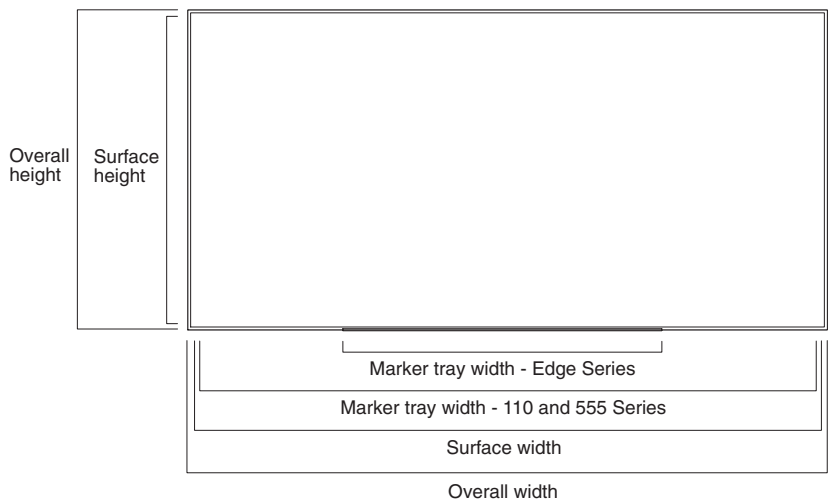 Overall
height
Surface
height
Marker tray width - Edge Series
Marker tray width - 110 and 555 Series
Surface width
Overall width